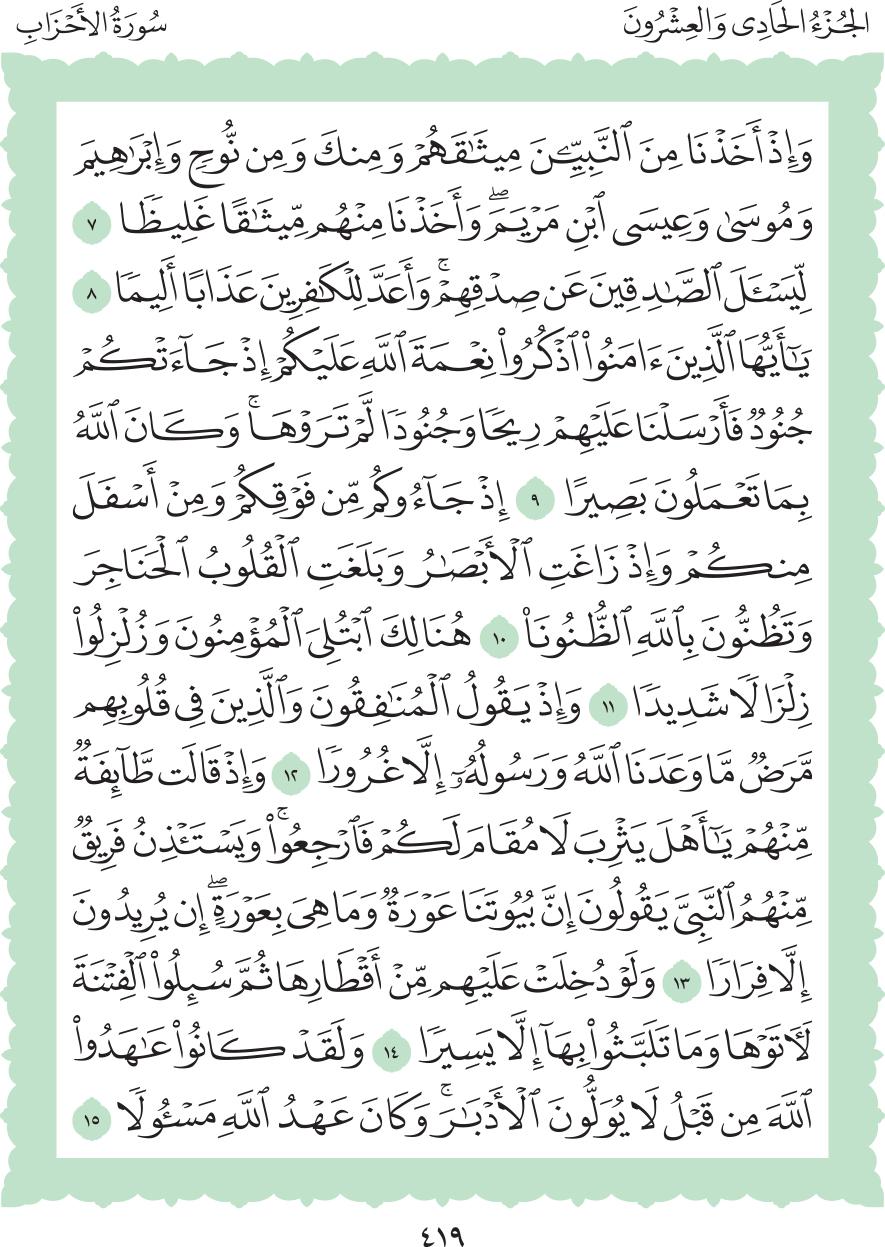 الجُزْءُ الحَادِي وَالعِشْرُونَ
سُورَةُ الأَحْزَابِ
وَإِذْ أَخَذْنَا مِنَ ٱلنَّبِيِّـۧنَ مِيثَٰقَهُمْ وَمِنكَ وَمِن نُّوحٍ وَإِبْرَٰهِيمَ
وَمُوسَىٰ وَعِيسَى ٱبْنِ مَرْيَمَۖ وَأَخَذْنَا مِنْهُم مِّيثَٰقًا غَلِيظًا ٧
لِّيَسْـَٔلَ ٱلصَّٰدِقِينَ عَن صِدْقِهِمْۚ وَأَعَدَّ لِلْكَٰفِرِينَ عَذَابًا أَلِيمًا ٨
يَٰٓأَيُّهَا ٱلَّذِينَ ءَامَنُوا۟ ٱذْكُرُوا۟ نِعْمَةَ ٱللَّهِ عَلَيْكُمْ إِذْ جَآءَتْكُمْ
جُنُودٌ فَأَرْسَلْنَا عَلَيْهِمْ رِيحًا وَجُنُودًا لَّمْ تَرَوْهَاۚ وَكَانَ ٱللَّهُ
بِمَا تَعْمَلُونَ بَصِيرًا ٩ إِذْ جَآءُوكُم مِّن فَوْقِكُمْ وَمِنْ أَسْفَلَ
مِنكُمْ وَإِذْ زَاغَتِ ٱلْأَبْصَٰرُ وَبَلَغَتِ ٱلْقُلُوبُ ٱلْحَنَاجِرَ
وَتَظُنُّونَ بِٱللَّهِ ٱلظُّنُونَا۠ ١٠ هُنَالِكَ ٱبْتُلِيَ ٱلْمُؤْمِنُونَ وَزُلْزِلُوا۟
زِلْزَالًا شَدِيدًا ١١ وَإِذْ يَقُولُ ٱلْمُنَٰفِقُونَ وَٱلَّذِينَ فِى قُلُوبِهِم
مَّرَضٌ مَّا وَعَدَنَا ٱللَّهُ وَرَسُولُهُۥٓ إِلَّا غُرُورًا ١٢ وَإِذْ قَالَت طَّآئِفَةٌ
مِّنْهُمْ يَٰٓأَهْلَ يَثْرِبَ لَا مُقَامَ لَكُمْ فَٱرْجِعُوا۟ۚ وَيَسْتَـْٔذِنُ فَرِيقٌ
مِّنْهُمُ ٱلنَّبِىَّ يَقُولُونَ إِنَّ بُيُوتَنَا عَوْرَةٌ وَمَا هِىَ بِعَوْرَةٍۖ إِن يُرِيدُونَ
إِلَّا فِرَارًا ١٣ وَلَوْ دُخِلَتْ عَلَيْهِم مِّنْ أَقْطَارِهَا ثُمَّ سُئِلُوا۟ ٱلْفِتْنَةَ
لَـَٔاتَوْهَا وَمَا تَلَبَّثُوا۟ بِهَآ إِلَّا يَسِيرًا ١٤ وَلَقَدْ كَانُوا۟ عَٰهَدُوا۟
ٱللَّهَ مِن قَبْلُ لَا يُوَلُّونَ ٱلْأَدْبَٰرَۚ وَكَانَ عَهْدُ ٱللَّهِ مَسْـُٔولًا ١٥
٤١٩